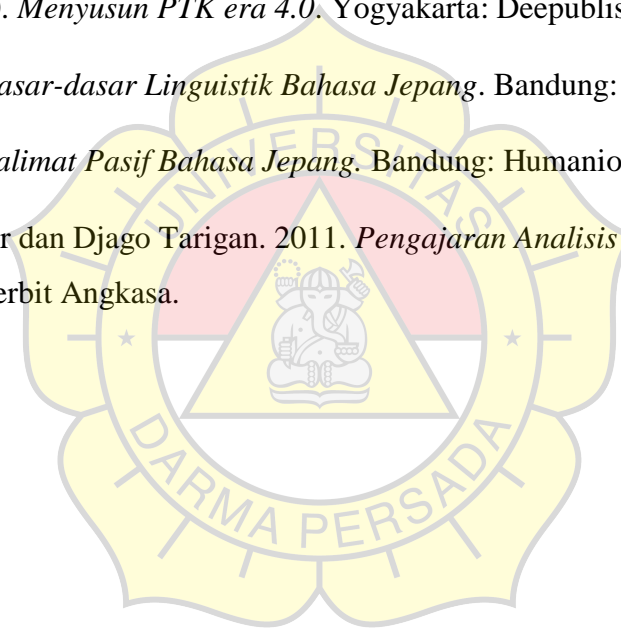 ). Menyusun PTK era 4.0. Yogyakarta: Deepublis
asar-dasar Linguistik Bahasa Jepang. Bandung:
alimat Pasif Bahasa Jepang. Bandung: Humanio
r dan Djago Tarigan. 2011. Pengajaran Analisis
erbit Angkasa.
UNIVERSITAS
DARMA PERSADA